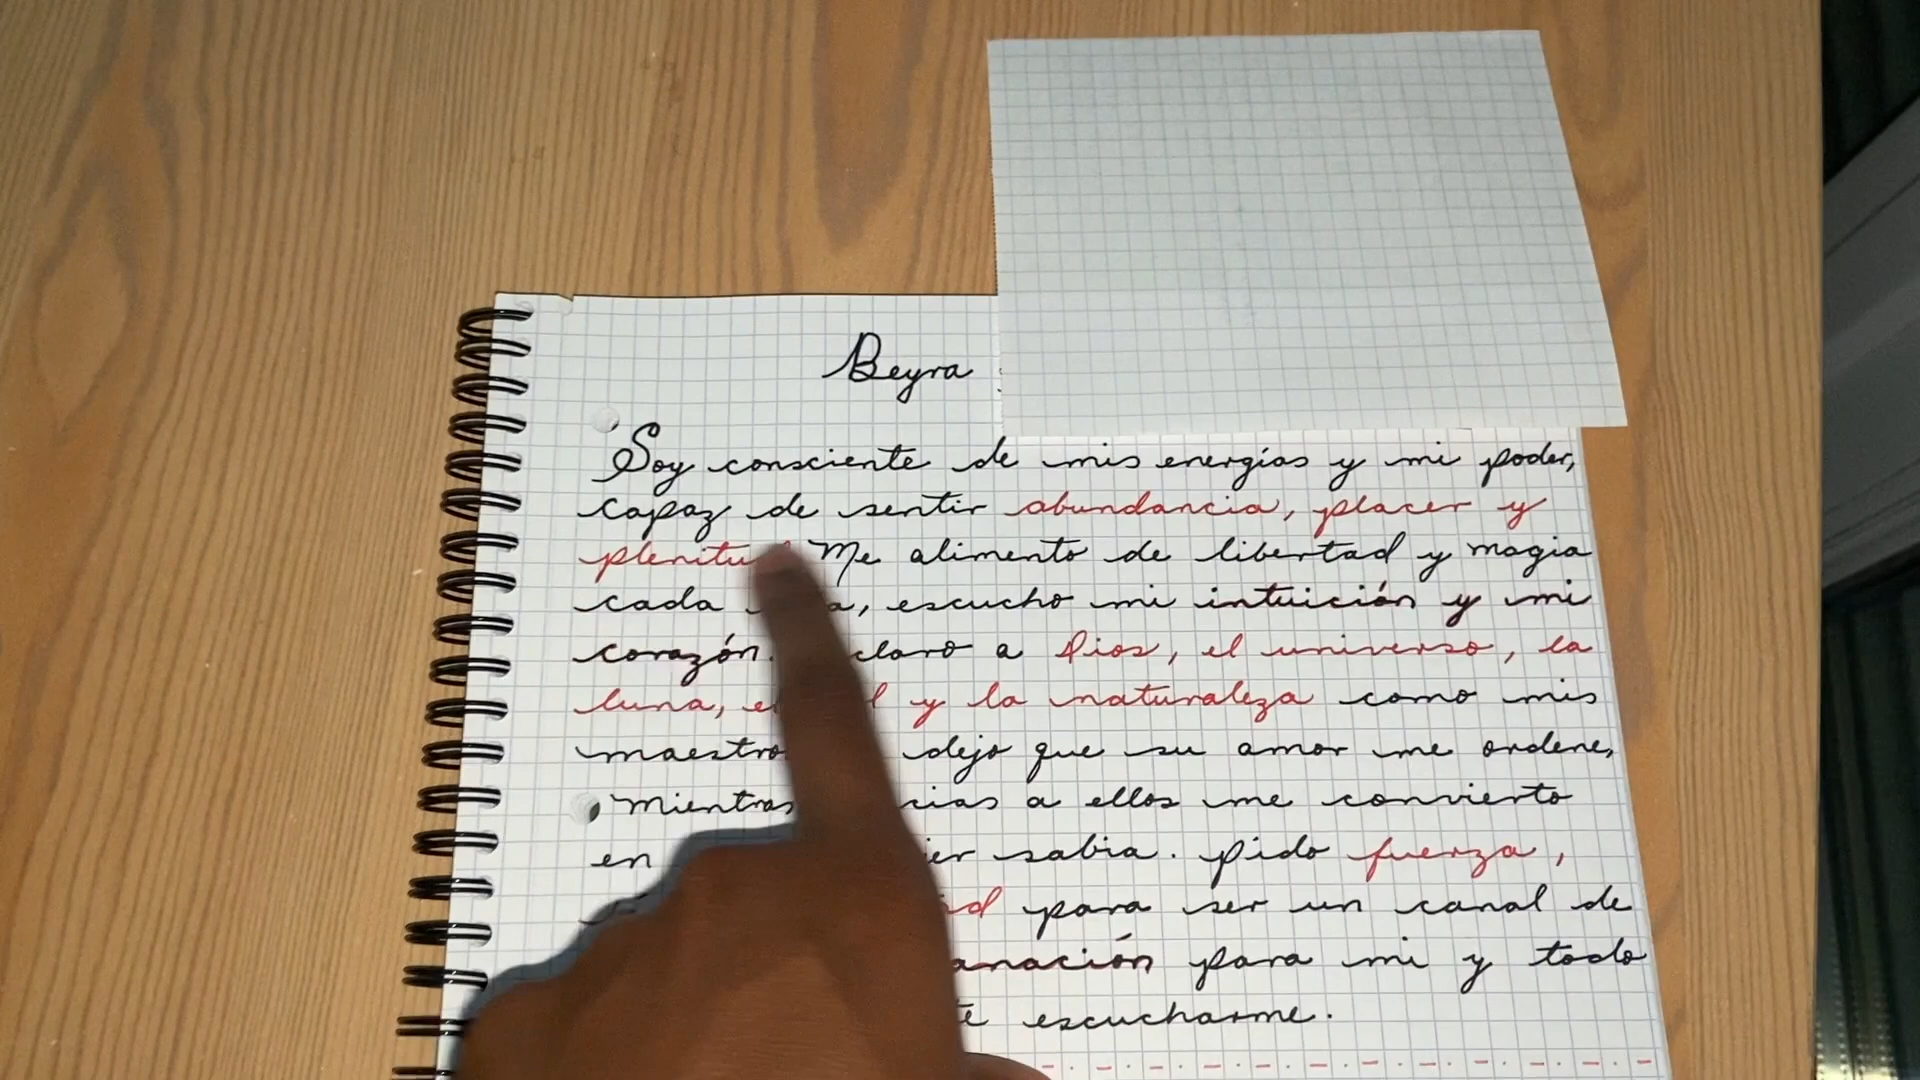 Beyra
Soy consciente de mis energías y mi poder,
capaz de sentir abundancia, placer y
Me alimento de libertad y magia
cada escucho mi intuición y mi
corazón. a Dios, el universo, la
luna, y la naturaleza como mis
dejo que su amor me ordene,
mientras a ellos me convierto
en sabia. pido fuerza,
para ser un canal de
para mi y todo
escucharme.